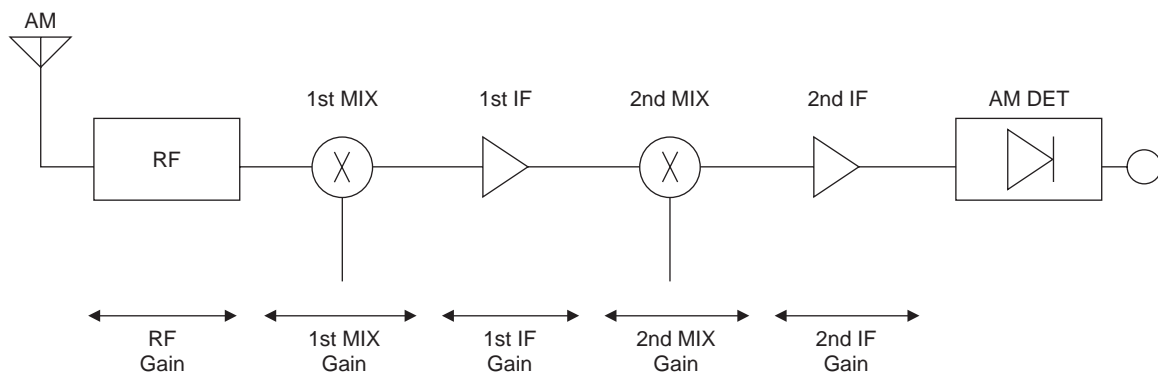 AM
1st MIX
1st IF
2nd MIX
2nd IF
AM DET
RF
X
X
RF
Gain
1st MIX
Gain
1st IF
Gain
2nd MIX
Gain
2nd IF
Gain